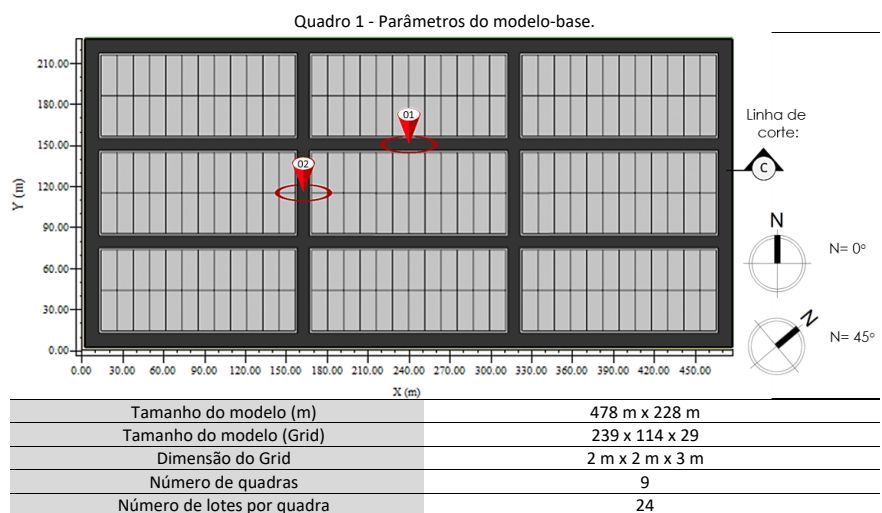 Quadro 1 - Parâmetros do modelo-base.
210.00
180.00
150.00
120.00
90.00
60.00
30.00
0.00
Y (m)
01
02
0.00 30.00 60.00 90.00 120.00 150.00 180.00 210.00 240.00 270.00 300.00 330.00 360.00 390.00 420.00 450.00
X (m)
Linha de
corte:
C
N
N= 0º
N
N= 45º
Tamanho do modelo (m) 478 m x 228 m
Tamanho do modelo (Grid) 239 x 114 x 29
Dimensão do Grid 2 m x 2 m x 3 m
Número de quadras 9
Número de lotes por quadra 24